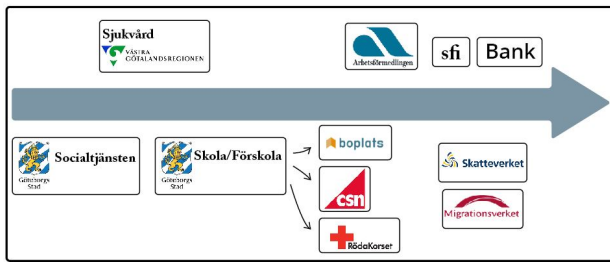 Sjukvård
VÄSTRA
GÖTALANDSREGIONEN
Arbetsförmedlingen
sfi
Bank
Göteborgs
Stad
Socialtjänsten
Göteborgs
Stad
Skola/Förskola
boplats
csn
RödaKorset
Skatteverket
Migrationsverket